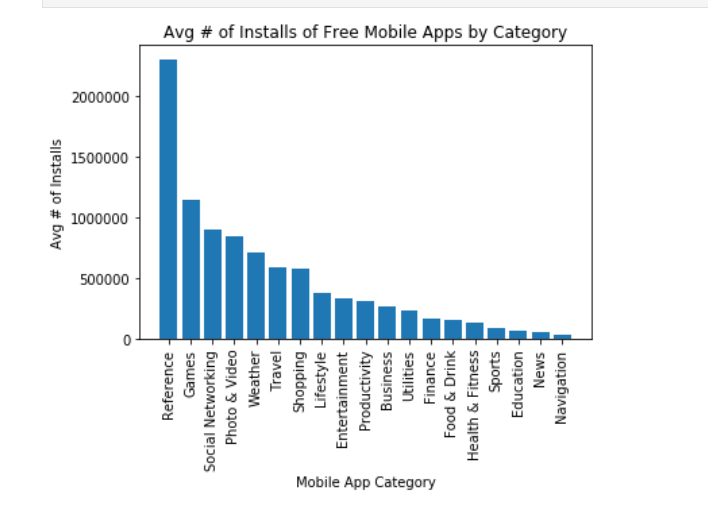 Avg # of Installs of Free Mobile Apps by Category
Avg # of Installs
2000000
1500000
1000000
500000
0
Reference
Games
Social Networking
Photo & Video
Weather
Travel
Shopping
Lifestyle
Entertainment
Productivity
Business
Utilities
Finance
Food & Drink
Health & Fitness
Sports
Education
News
Navigation
Mobile App Category